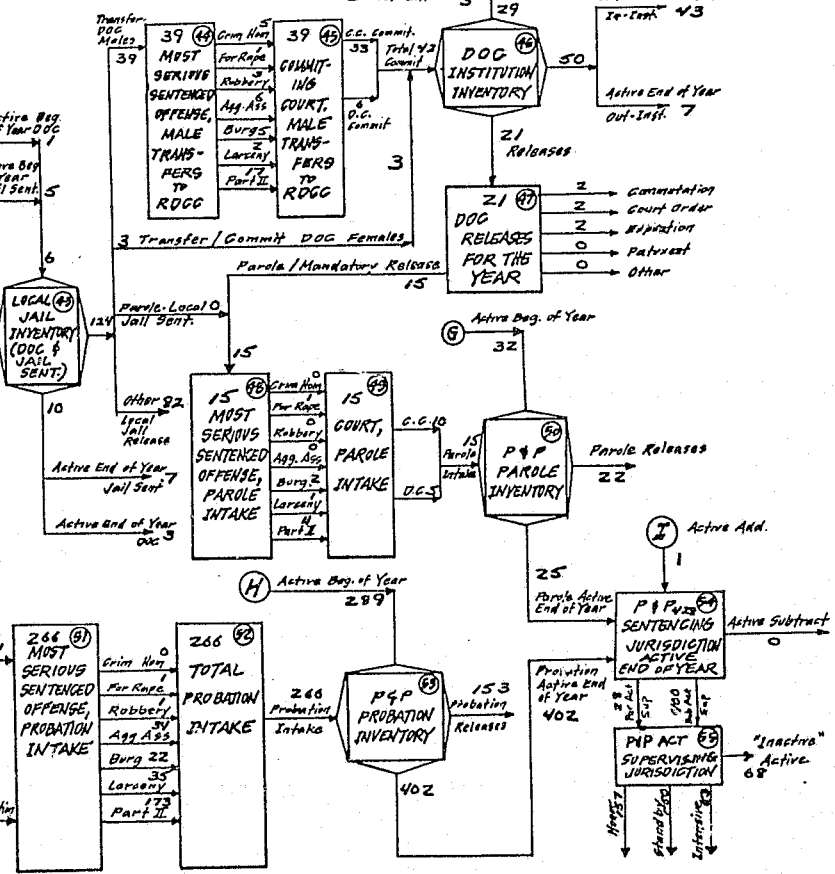 29
In-Inst. 43
Transfer-
DOC
Males
39
39 44
MOST
SERIOUS
SENTENCED
OFFENSE,
MALE
TRANS-
FERS
TO
RDCC
5
Crim Hom
1
For Rape
3
Robbery
6
Agg. Ass
Burg 5
2
Larceny
17
Part II
39 45
COMMIT-
ING
COURT,
MALE
TRANS-
FERS
TO
RDCC
C.C. Commit.
33
6
D.C.
Commit
Total 42
Commit
3
DOC 46
INSTITUTION
INVENTORY
50
Active End of Year
Out-Inst. 7
21
Releases
21 47
DOC
RELEASES
FOR THE
YEAR
2 Commutation
2 Court Order
2 Expiration
0 Patuxent
0 Other
Active Beg.
of Year DOC
1
5
6
3 Transfer / Commit DOC Females
Parole / Mandatory Release
15
LOCAL 43
JAIL
INVENTORY
(DOC &
JAIL
SENT.)
124
Parole-Local 0
Jail Sent.
15
Other 82
Local
Jail
Release
10
Active End of Year 7
Jail Sent
Active End of Year
DOC 3
15 48
MOST
SERIOUS
SENTENCED
OFFENSE,
PAROLE
INTAKE
0
Crim Hom
1
For Rape
0
Robbery
0
Agg. Ass
Burg. 2
1
Larceny
Part II
15 49
COURT,
PAROLE
INTAKE
C.C. 10
D.C. 5
15
Parole
Intake
G Active Beg. of Year
32
50
P & P
PAROLE
INVENTORY
Parole Releases
22
25
Parole Active
End of Year
I Active Add.
1
P & P 428 54
SENTENCING
JURISDICTION
ACTIVE
END OF YEAR
Active Subtract
0
28
Par Act
Sup
400
Sup
P&P ACT 55
SUPERVISING
JURISDICTION
"Inactive"
Active
68
Standby
Intensive
H Active Beg. of Year
289
266 51
MOST
SERIOUS
SENTENCED
OFFENSE,
PROBATION
INTAKE
0
Crim Hom
1
For Rape
Robbery
34
Agg Ass
Burg 22
35
Larceny
173
Part II
266 52
TOTAL
PROBATION
INTAKE
266
Probation
Intake
53
P & P
PROBATION
INVENTORY
153
Probation
Releases
402
Probation
Active End
of Year
402